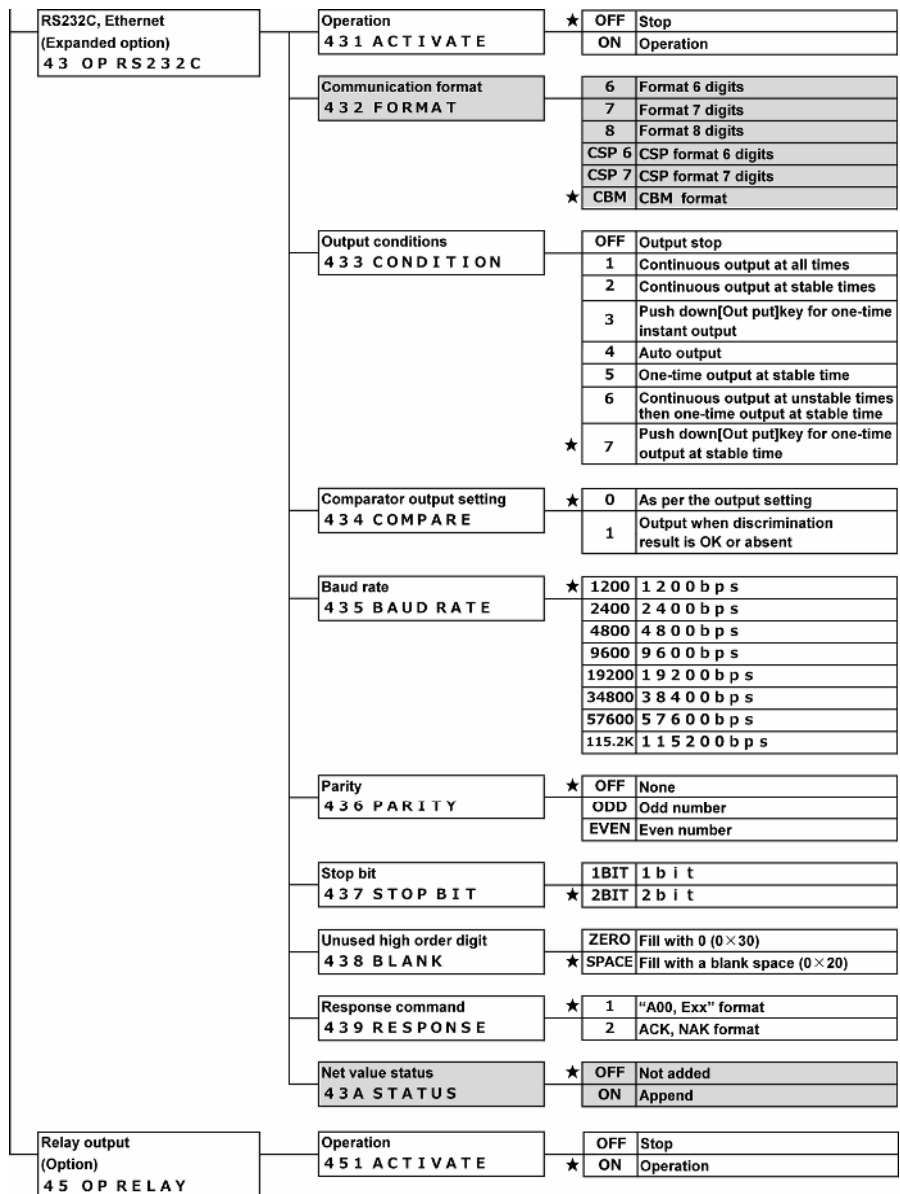 RS232C, Ethernet
(Expanded option)
43 OP RS232C
Operation
431 ACTIVATE
★ OFF Stop
ON Operation
Communication format
432 FORMAT
6 Format 6 digits
7 Format 7 digits
8 Format 8 digits
CSP 6 CSP format 6 digits
CSP 7 CSP format 7 digits
★ CBM CBM format
Output conditions
433 CONDITION
OFF Output stop
1 Continuous output at all times
2 Continuous output at stable times
3 Push down[Out put]key for one-time
instant output
4 Auto output
5 One-time output at stable time
6 Continuous output at unstable times
then one-time output at stable time
★ 7 Push down[Out put]key for one-time
output at stable time
Comparator output setting
434 COMPARE
★ 0 As per the output setting
1 Output when discrimination
result is OK or absent
Baud rate
435 BAUD RATE
★ 1200 1200bps
2400 2400bps
4800 4800bps
9600 9600bps
19200 19200bps
34800 38400bps
57600 57600bps
115.2K 115200bps
Parity
436 PARITY
★ OFF None
ODD Odd number
EVEN Even number
Stop bit
437 STOP BIT
1BIT 1bit
★ 2BIT 2bit
Unused high order digit
438 BLANK
ZERO Fill with 0 (0×30)
★ SPACE Fill with a blank space (0×20)
Response command
439 RESPONSE
★ 1 “A00, Exx” format
2 ACK, NAK format
Net value status
43A STATUS
★ OFF Not added
ON Append
Relay output
(Option)
45 OP RELAY
Operation
451 ACTIVATE
OFF Stop
★ ON Operation